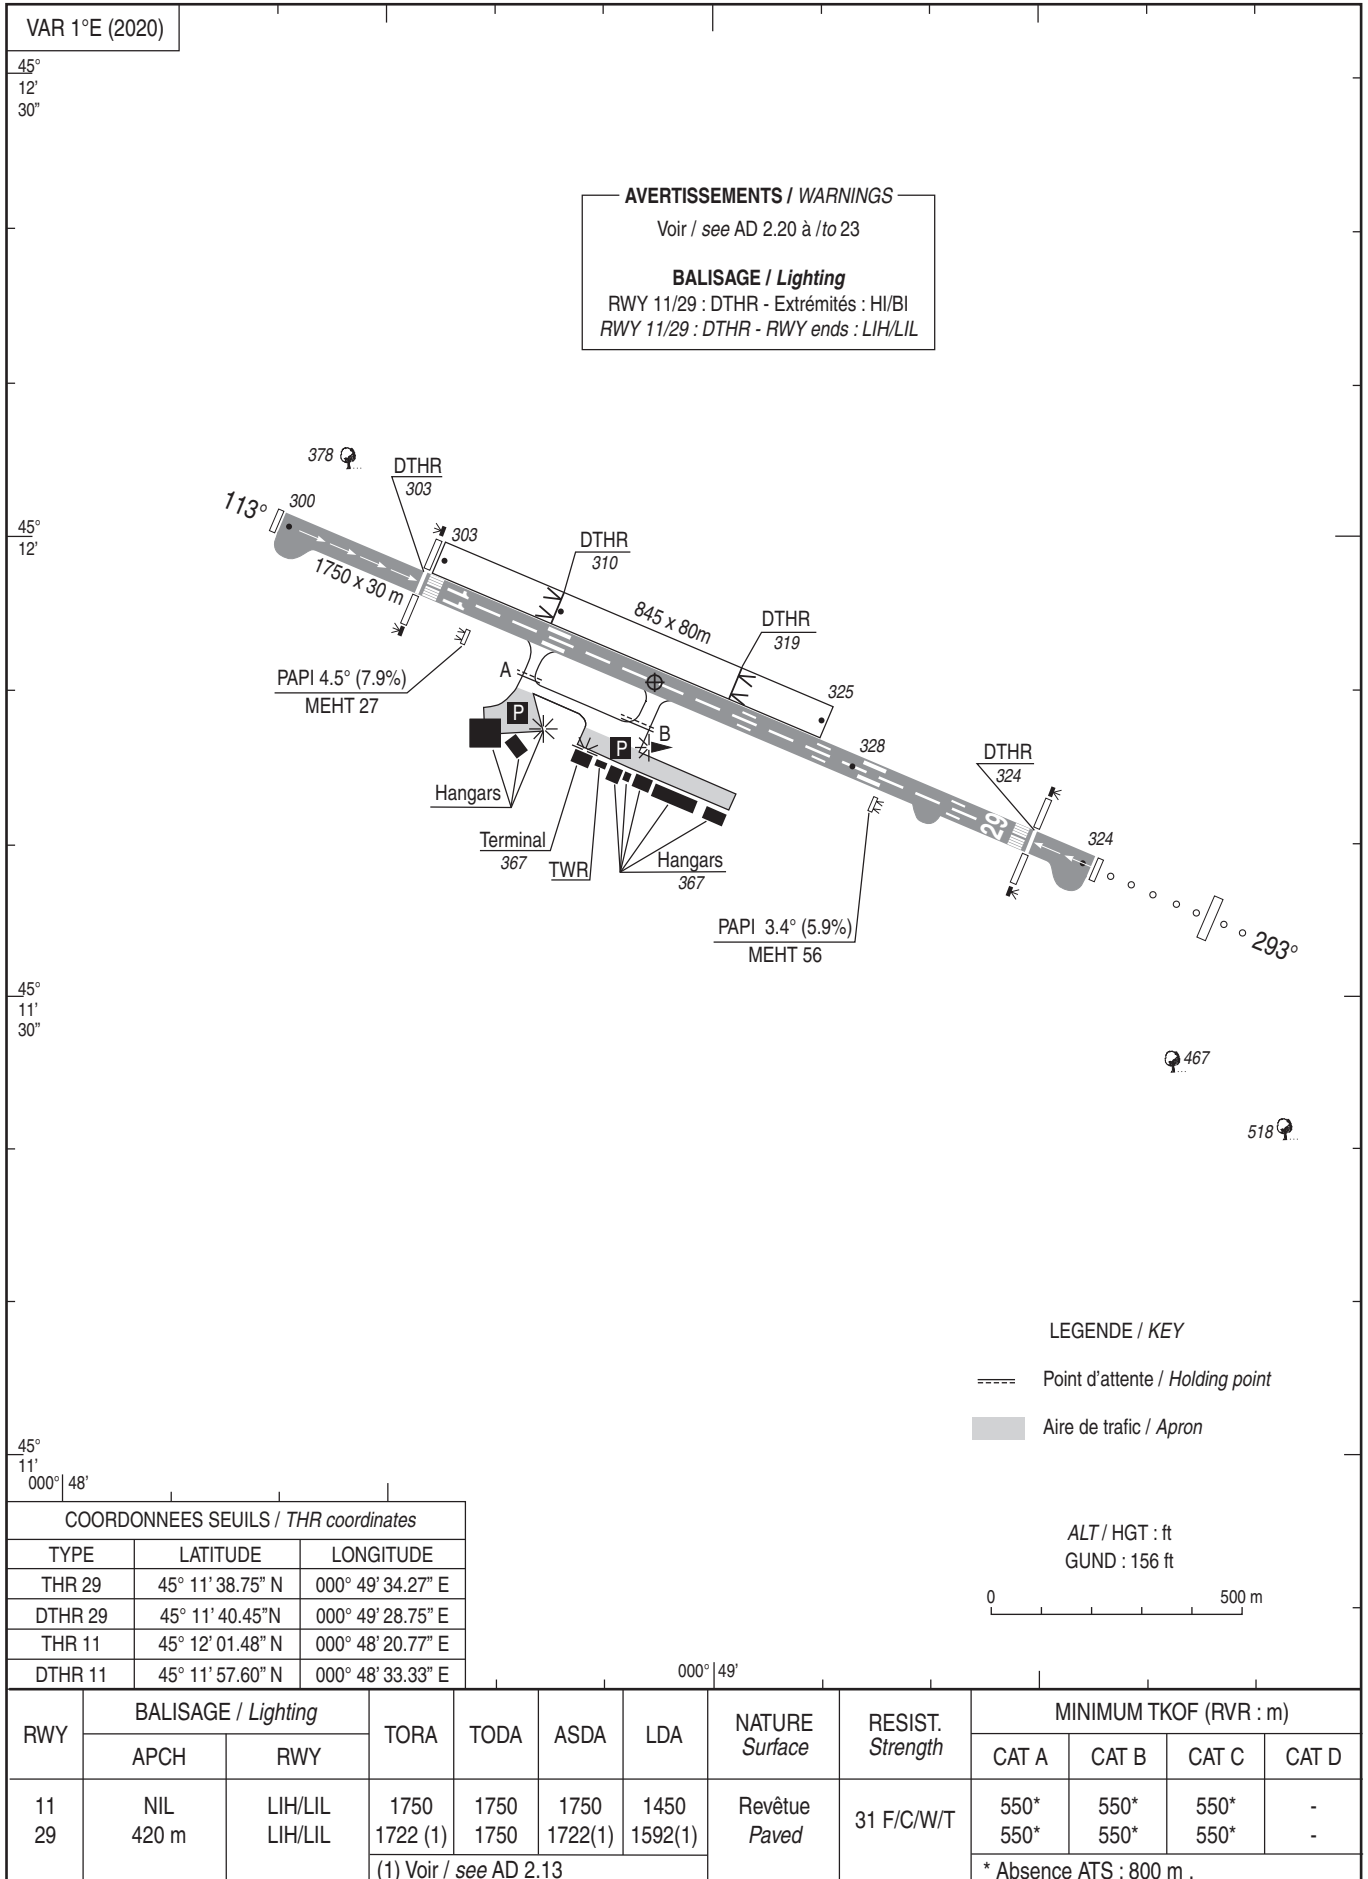 VAR 1°E (2020)
45°
12'
30"
AVERTISSEMENTS / WARNINGS
Voir / see AD 2.20 à /to 23
BALISAGE / Lighting
RWY 11/29 : DTHR - Extrémités : HI/BI
RWY 11/29 : DTHR - RWY ends : LIH/LIL
378
DTHR
303
113°
300
45°
12'
303
DTHR
310
1750 x 30 m
11
845 x 80m
DTHR
319
A
PAPI 4.5° (7.9%)
MEHT 27
325
P
B
P
328
DTHR
324
Hangars
29
324
Terminal
367
TWR
Hangars
367
PAPI 3.4° (5.9%)
MEHT 56
293°
45°
11'
30"
467
518
LEGENDE / KEY
Point d'attente / Holding point
Aire de trafic / Apron
45°
11'
000° 48'
COORDONNEES SEUILS / THR coordinates
TYPE LATITUDE LONGITUDE
THR 29 45° 11' 38.75" N 000° 49' 34.27" E
DTHR 29 45° 11' 40.45"N 000° 49' 28.75" E
THR 11 45° 12' 01.48" N 000° 48' 20.77" E
DTHR 11 45° 11' 57.60" N 000° 48' 33.33" E
ALT / HGT : ft
GUND : 156 ft
0 500 m
000° 49'
RWY BALISAGE / Lighting TORA TODA ASDA LDA NATURE Surface RESIST. Strength MINIMUM TKOF (RVR : m)
APCH RWY CAT A CAT B CAT C CAT D
11 NIL LIH/LIL 1750 1750 1750 1450 Revêtue 31 F/C/W/T 550* 550* 550* -
29 420 m LIH/LIL 1722 (1) 1750 1722(1) 1592(1) Paved 550* 550* 550* -
(1) Voir / see AD 2.13
* Absence ATS : 800 m .